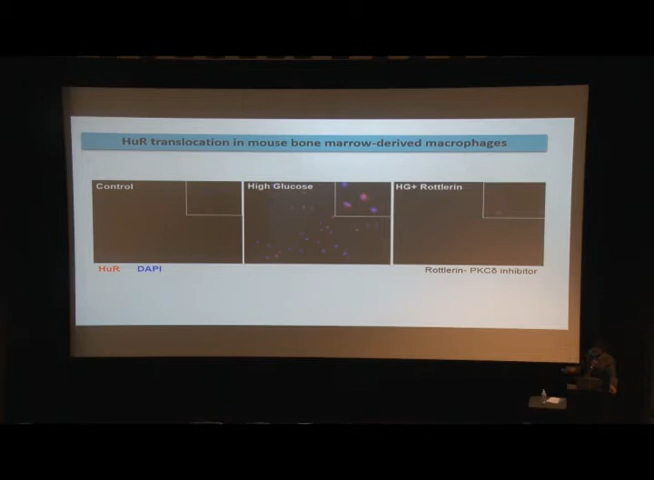 HuR translocation in mouse bone marrow-derived macrophages
Control
High Glucose
HG+ Rottlerin
HuR
DAPI
Rottlerin- PKCδ inhibitor